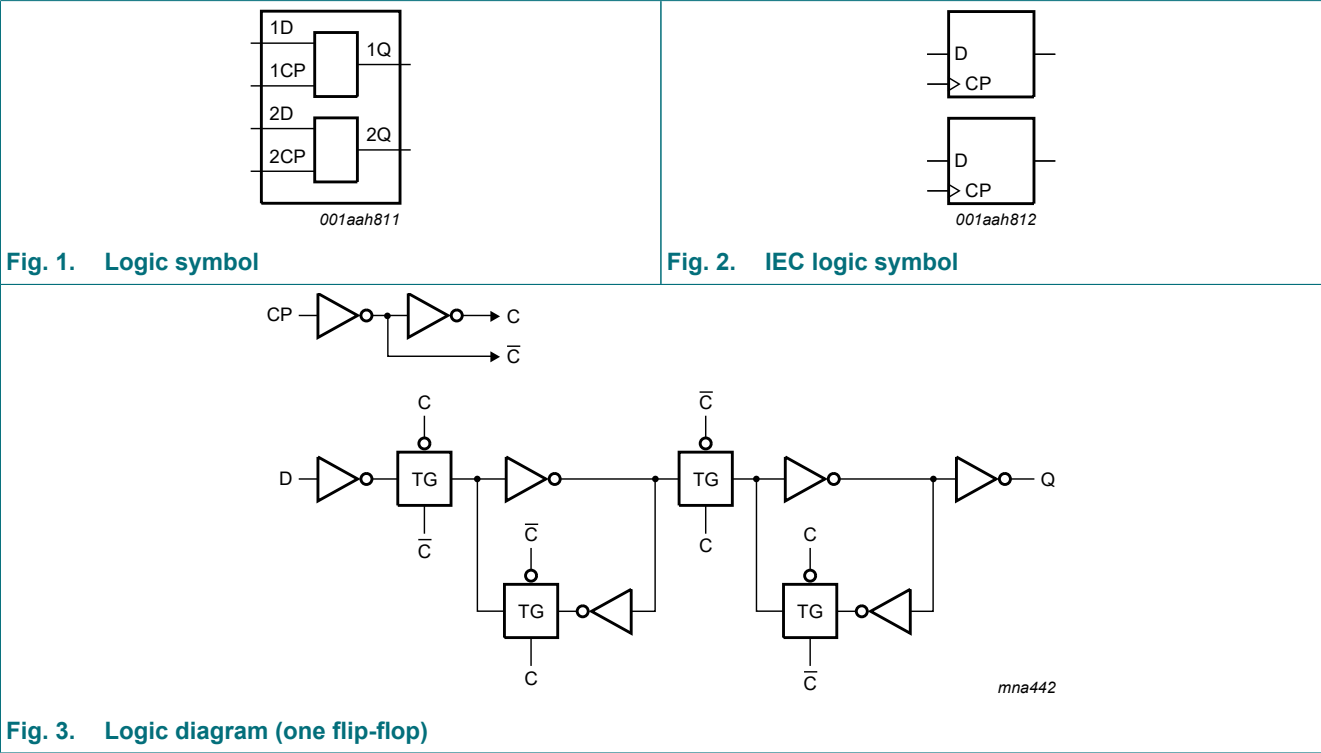 1D
1Q
1CP
2D
2Q
2CP
001aah811
Fig. 1. Logic symbol
D
CP
D
CP
001aah812
Fig. 2. IEC logic symbol
CP
C
C̅
C
C̅
D
TG
TG
Q
C̅
C̅
C
C
TG
TG
C
C̅
mna442
Fig. 3. Logic diagram (one flip-flop)